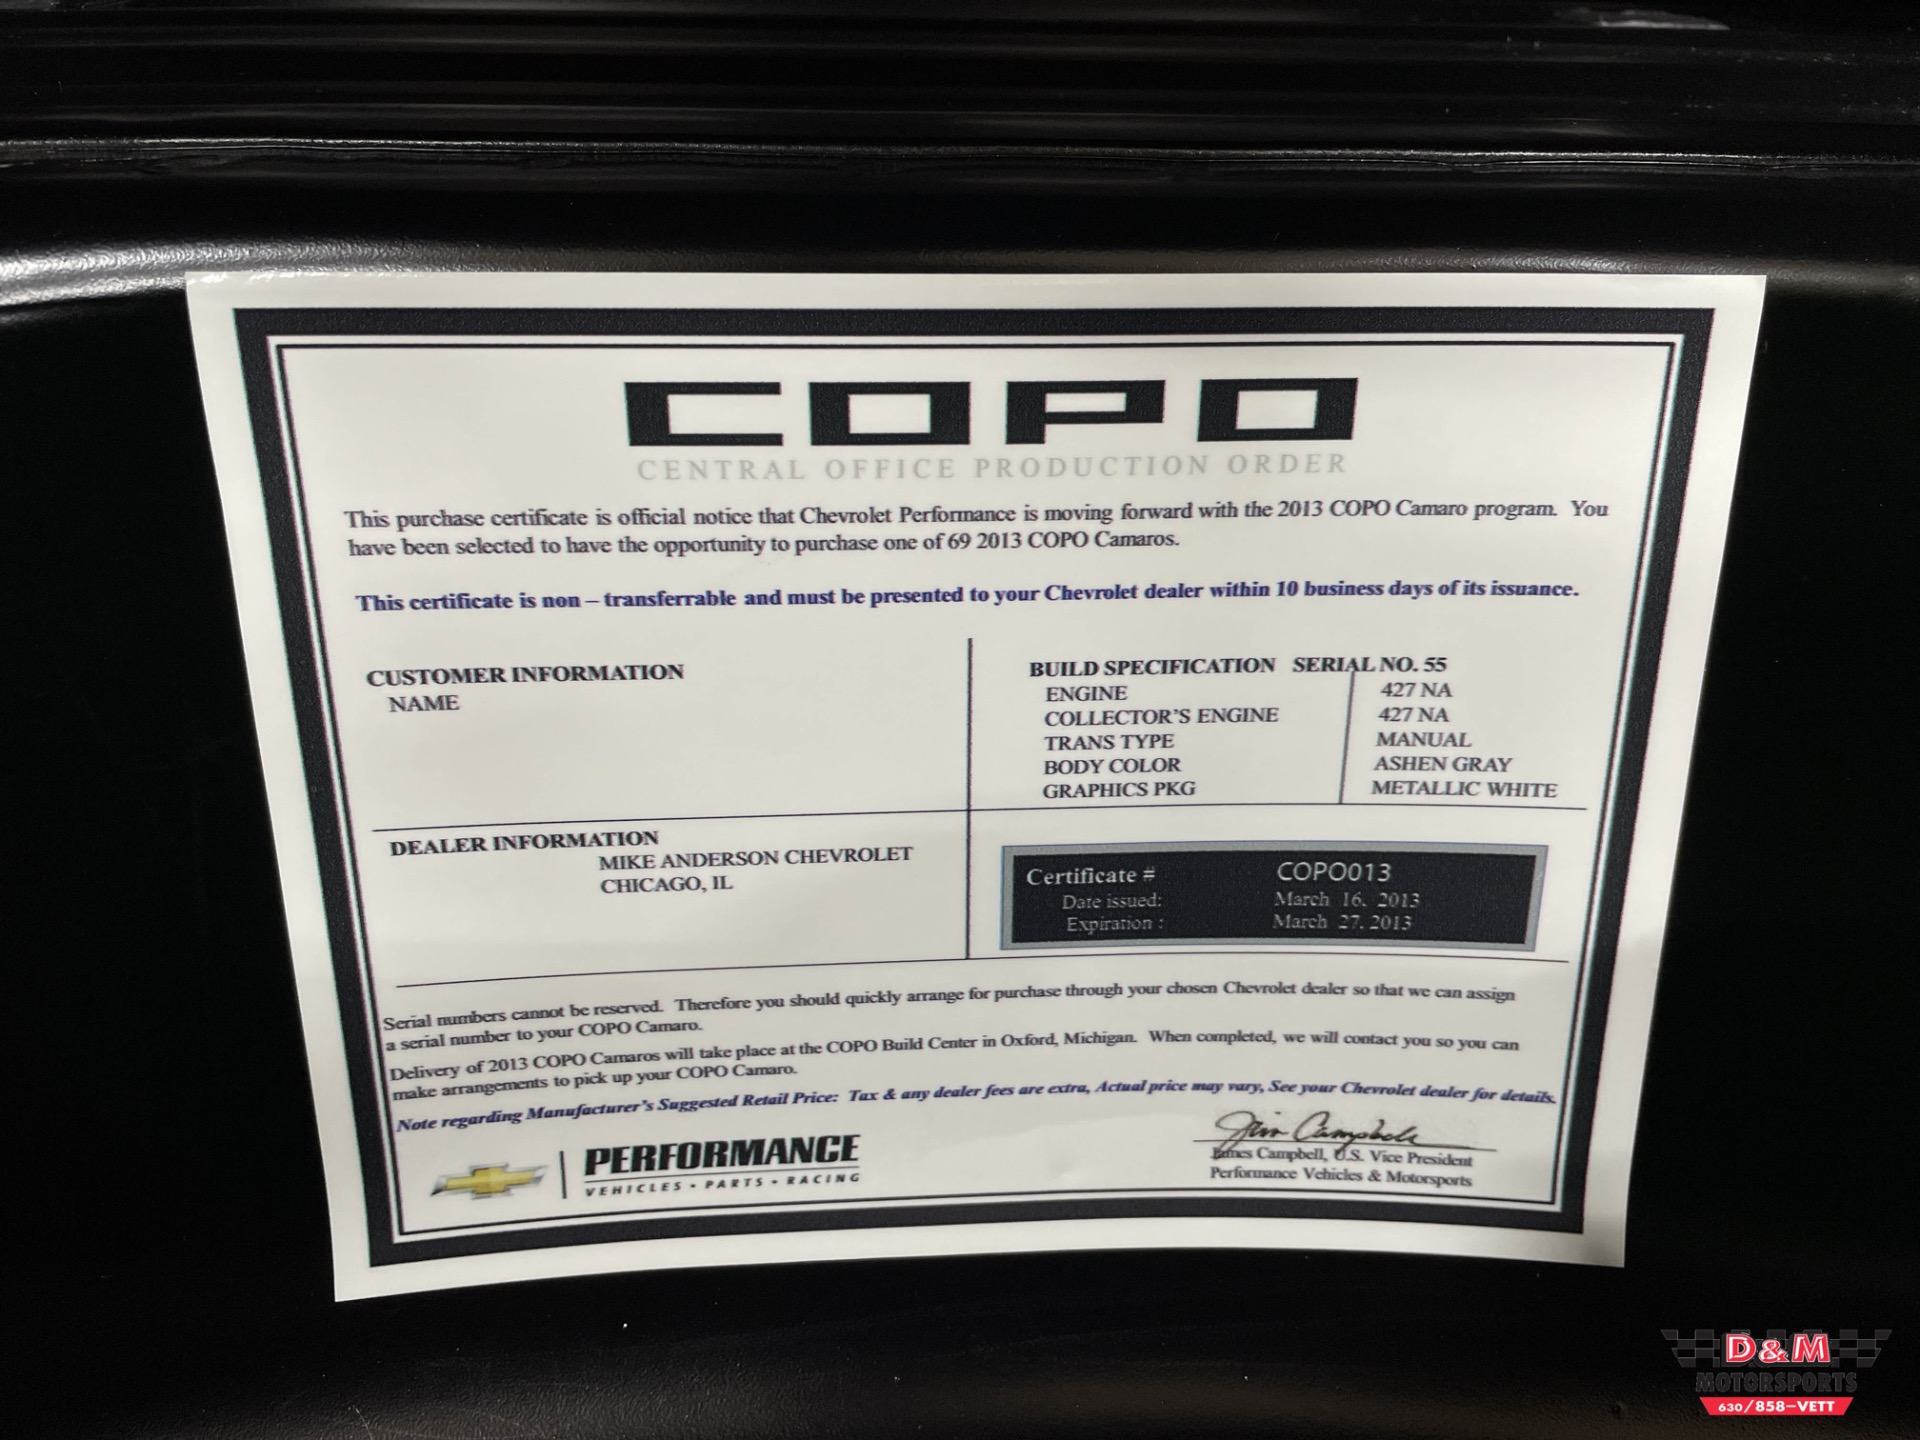 COPO
CENTRAL OFFICE PRODUCTION ORDER
This purchase certificate is official notice that Chevrolet Performance is moving forward with the 2013 COPO Camaro program. You
have been selected to have the opportunity to purchase one of 69 2013 COPO Camaros.
This certificate is non – transferrable and must be presented to your Chevrolet dealer within 10 business days of its issuance.
CUSTOMER INFORMATION
NAME
BUILD SPECIFICATION SERIAL NO. 55
ENGINE 427 NA
COLLECTOR'S ENGINE 427 NA
TRANS TYPE MANUAL
BODY COLOR ASHEN GRAY
GRAPHICS PKG METALLIC WHITE
DEALER INFORMATION
MIKE ANDERSON CHEVROLET
CHICAGO, IL
Certificate # COPO013
Date issued: March 16, 2013
Expiration : March 27, 2013
Serial numbers cannot be reserved. Therefore you should quickly arrange for purchase through your chosen Chevrolet dealer so that we can assign
a serial number to your COPO Camaro.
Delivery of 2013 COPO Camaros will take place at the COPO Build Center in Oxford, Michigan. When completed, we will contact you so you can
make arrangements to pick up your COPO Camaro.
Note regarding Manufacturer's Suggested Retail Price: Tax & any dealer fees are extra, Actual price may vary, See your Chevrolet dealer for details.
PERFORMANCE
VEHICLES • PARTS • RACING
Jim Campbell
James Campbell, U.S. Vice President
Performance Vehicles & Motorsports
D&M
MOTORSPORTS
630/858-VETT